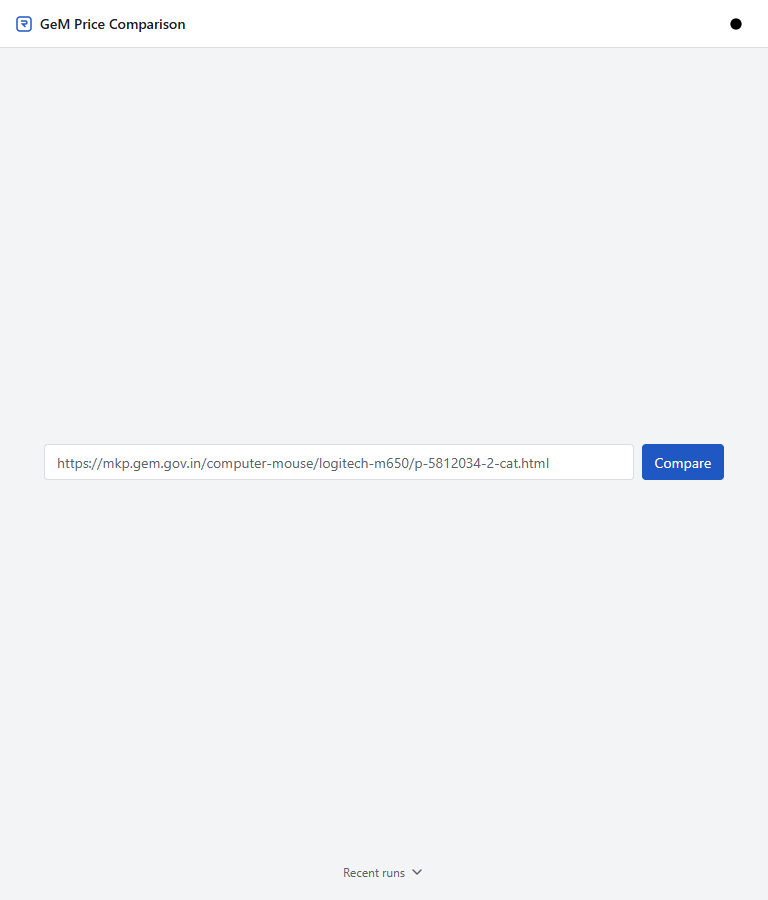 GeM Price Comparison
https://mkp.gem.gov.in/computer-mouse/logitech-m650/p-5812034-2-cat.html
Compare
Recent runs